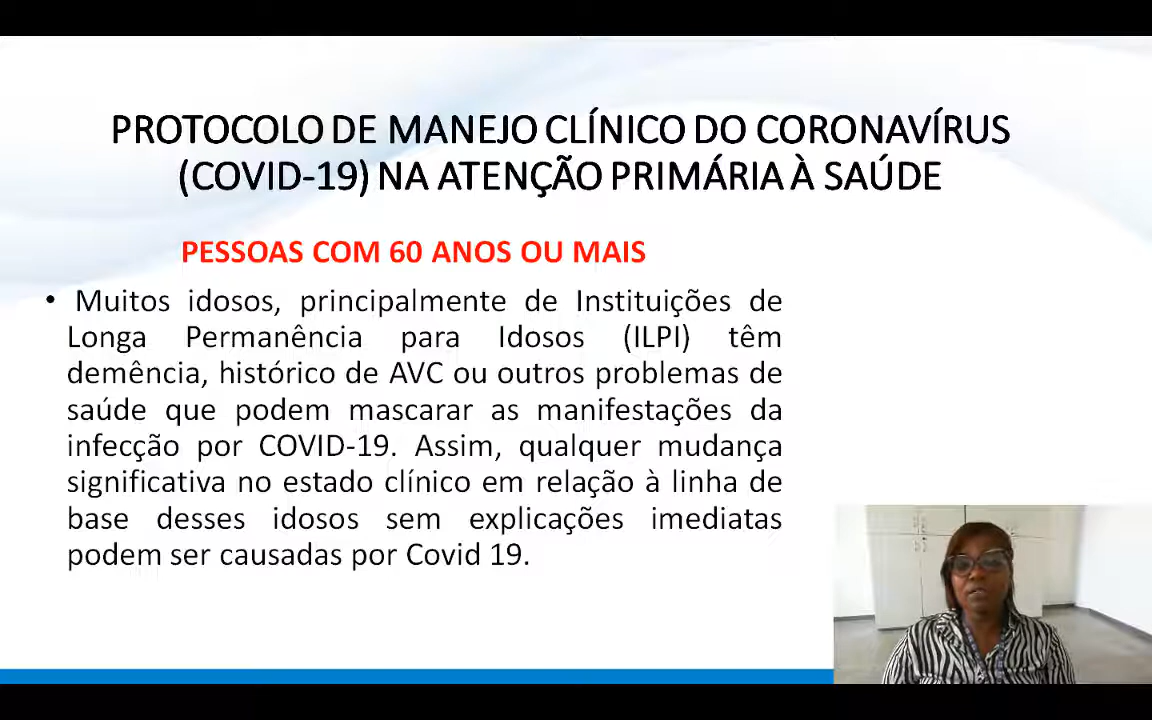 PROTOCOLO DE MANEJO CLÍNICO DO CORONAVÍRUS
(COVID-19) NA ATENÇÃO PRIMÁRIA À SAÚDE
PESSOAS COM 60 ANOS OU MAIS
• Muitos idosos, principalmente de Instituições de
Longa Permanência para Idosos (ILPI) têm
demência, histórico de AVC ou outros problemas de
saúde que podem mascarar as manifestações da
infecção por COVID-19. Assim, qualquer mudança
significativa no estado clínico em relação à linha de
base desses idosos sem explicações imediatas
podem ser causadas por Covid 19.